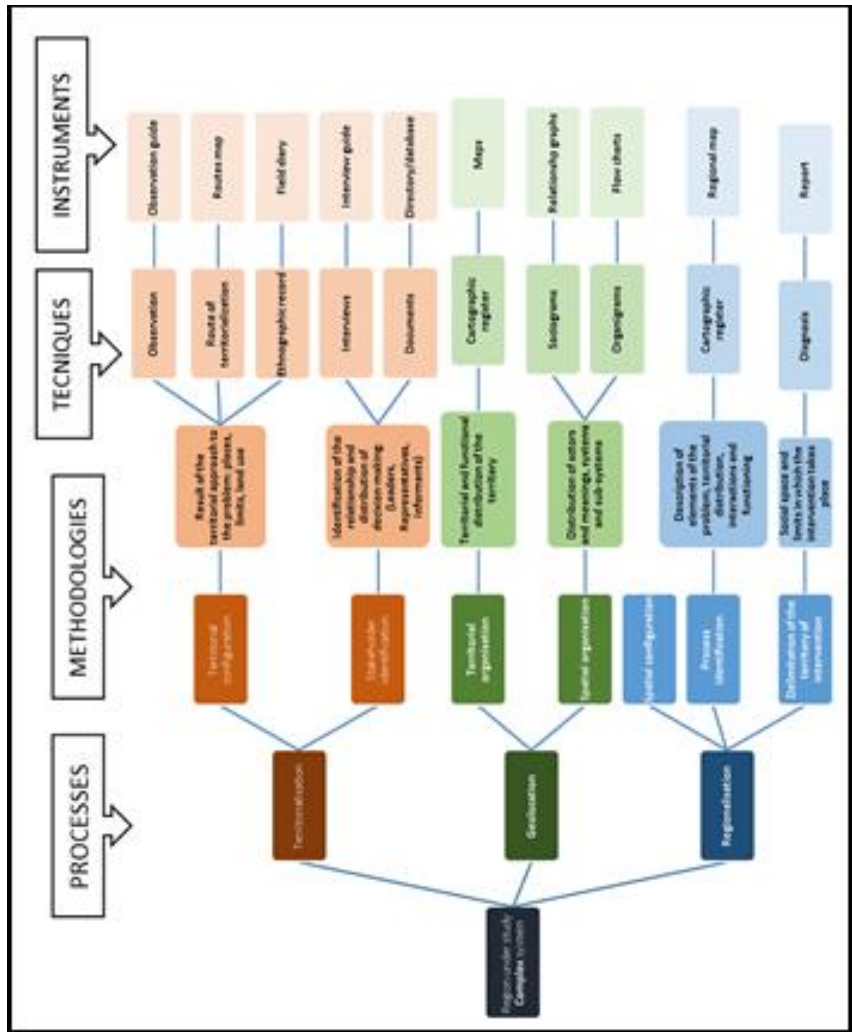 PROCESSES
METHODOLOGIES
TECNIQUES
INSTRUMENTS
Region under study
Complex system
Territorialisation
Geolocation
Regionalisation
Territorial
configuration
Stakeholder
identification
Territorial
organisation
Spatial organisation
Spatial configuration
Process
identification
Delimitation of the
territory of
intervention
Result of the
territorial approach to
the problem: places,
limits, land use
Identification of the
relationship and
distribution of
decision making:
(Leaders,
Representatives,
informants)
Territorial and functional
distribution of the
territory
Distribution of actors
and meanings, systems
and sub-systems
Description of
elements of the
problem, territorial
distribution,
interactions and
functioning
Social space and
limits in which the
intervention takes
place
Observation
Route of
territorialization
Ethnographic record
Interviews
Documents
Cartographic
register
Sociograms
Organigrams
Cartographic
register
Diagnosis
Observation guide
Routes map
Field diary
Interview guide
Directory/database
Maps
Relationship graphs
Flow charts
Regional map
Report